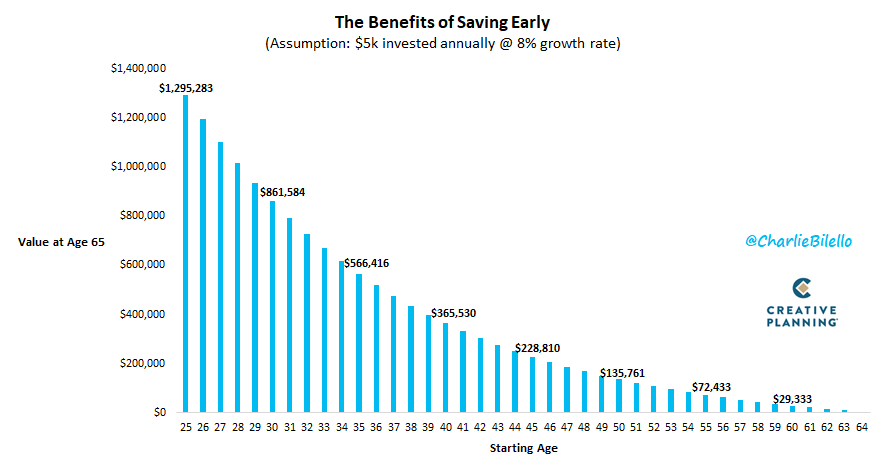 The Benefits of Saving Early
(Assumption: $5k invested annually @ 8% growth rate)
$1,400,000
$1,295,283
$1,200,000
$1,000,000
$861,584
$800,000
Value at Age 65
@CharlieBilello
$600,000
$566,416
CREATIVE
PLANNING
$400,000
$365,530
$228,810
$200,000
$135,761
$72,433
$29,333
$0
25 26 27 28 29 30 31 32 33 34 35 36 37 38 39 40 41 42 43 44 45 46 47 48 49 50 51 52 53 54 55 56 57 58 59 60 61 62 63 64
Starting Age